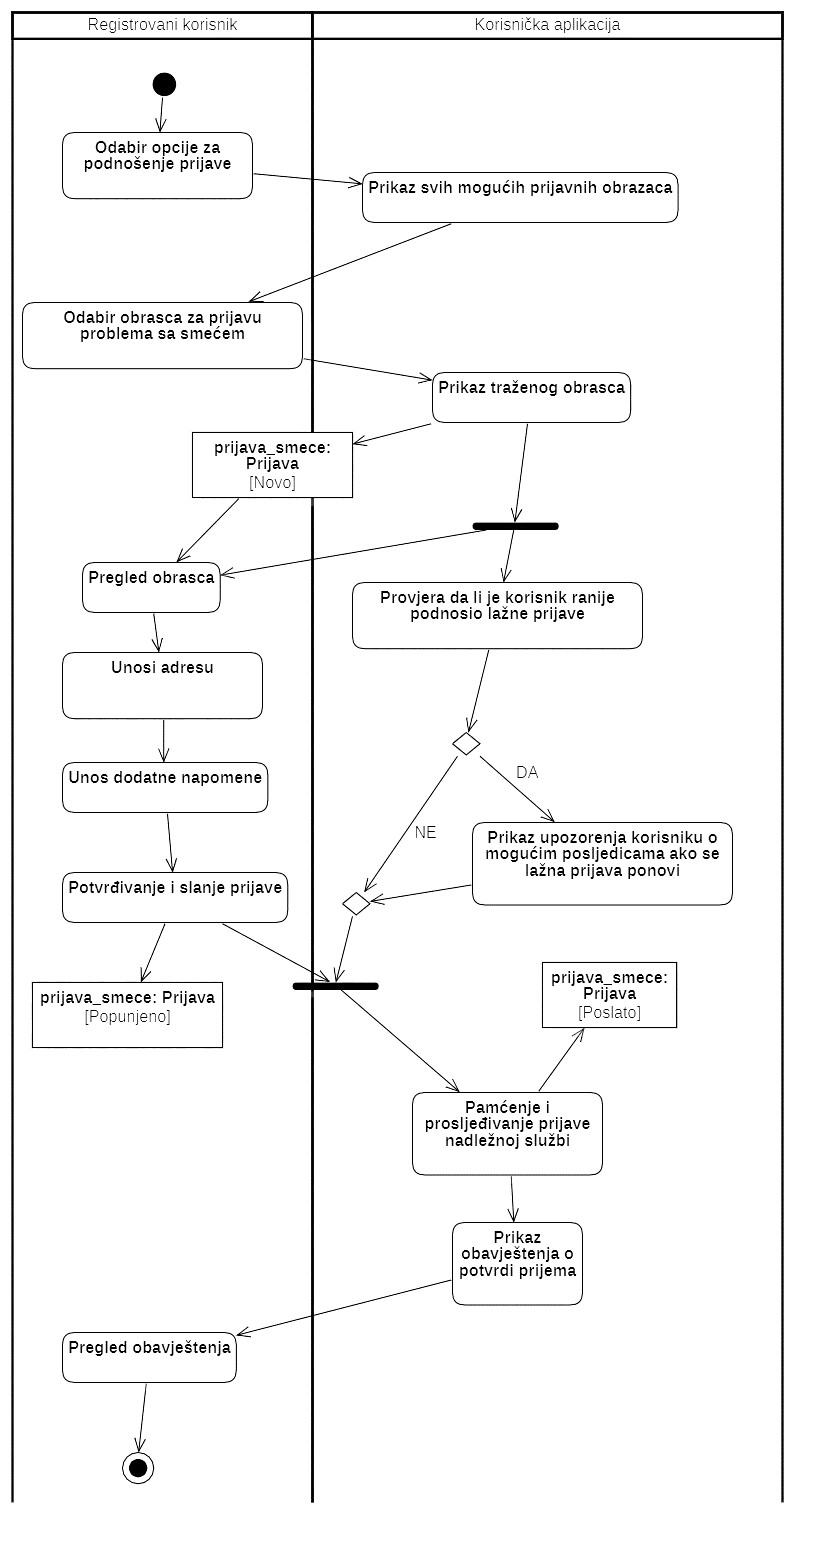 Registrovani korisnik
Korisnička aplikacija
Odabir opcije za
podnošenje prijave
Prikaz svih mogućih prijavnih obrazaca
Odabir obrasca za prijavu
problema sa smećem
Prikaz traženog obrasca
prijava_smece:
Prijava
[Novo]
Pregled obrasca
Provjera da li je korisnik ranije
podnosio lažne prijave
Unosi adresu
Unos dodatne napomene
DA
NE
Prikaz upozorenja korisniku o
mogućim posljedicama ako se
lažna prijava ponovi
Potvrđivanje i slanje prijave
prijava_smece: Prijava
[Popunjeno]
prijava_smece:
Prijava
[Poslato]
Pamćenje i
prosljeđivanje prijave
nadležnoj službi
Prikaz
obavještenja o
potvrdi prijema
Pregled obavještenja